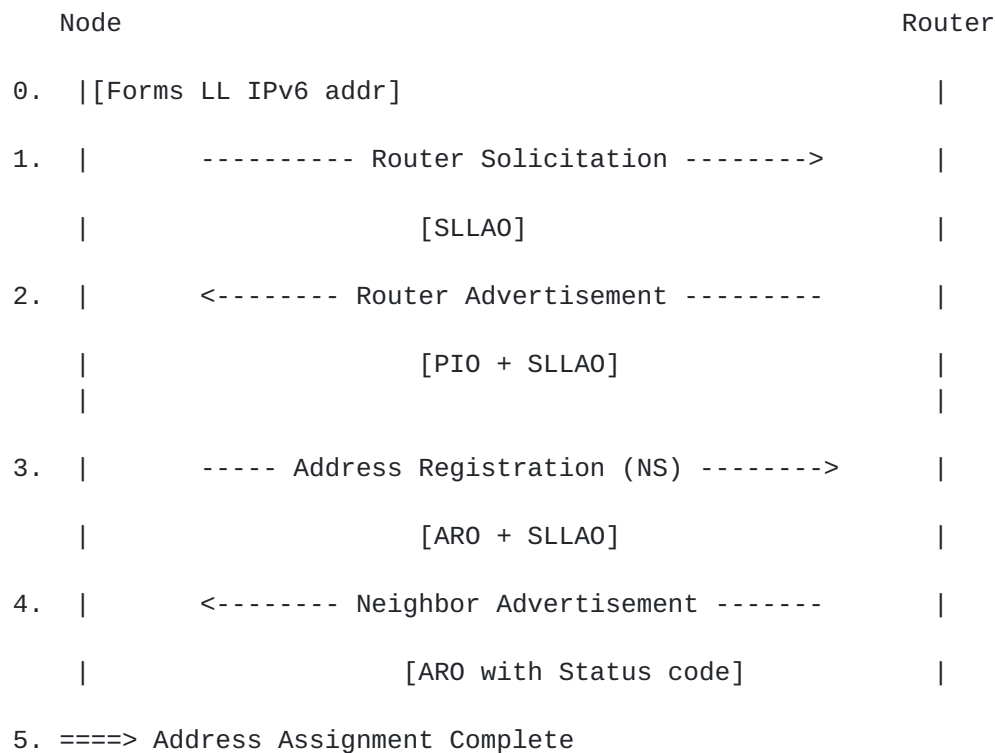 Node                                                   Router
0.  |[Forms LL IPv6 addr]                                   |
1.  |       ---------- Router Solicitation -------->        |
    |                     [SLLAO]                           |
2.  |       <-------- Router Advertisement ---------        |
    |                     [PIO + SLLAO]                     |
    |                                                       |
3.  |       ----- Address Registration (NS) -------->       |
    |                     [ARO + SLLAO]                     |
4.  |       <-------- Neighbor Advertisement -------        |
    |                    [ARO with Status code]             |
5. ====> Address Assignment Complete